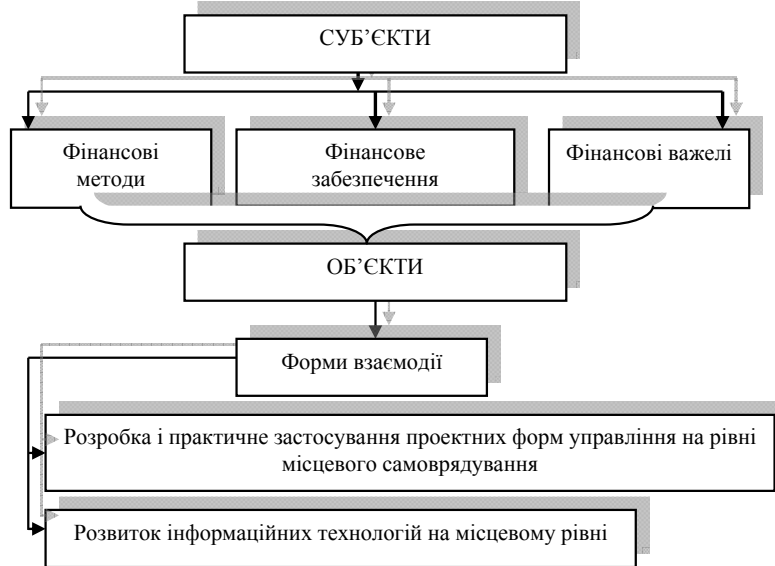 СУБ’ЄКТИ
Фінансові
методи
Фінансове
забезпечення
Фінансові важелі
ОБ’ЄКТИ
Форми взаємодії
Розробка і практичне застосування проектних форм управління на рівні
місцевого самоврядування
Розвиток інформаційних технологій на місцевому рівні